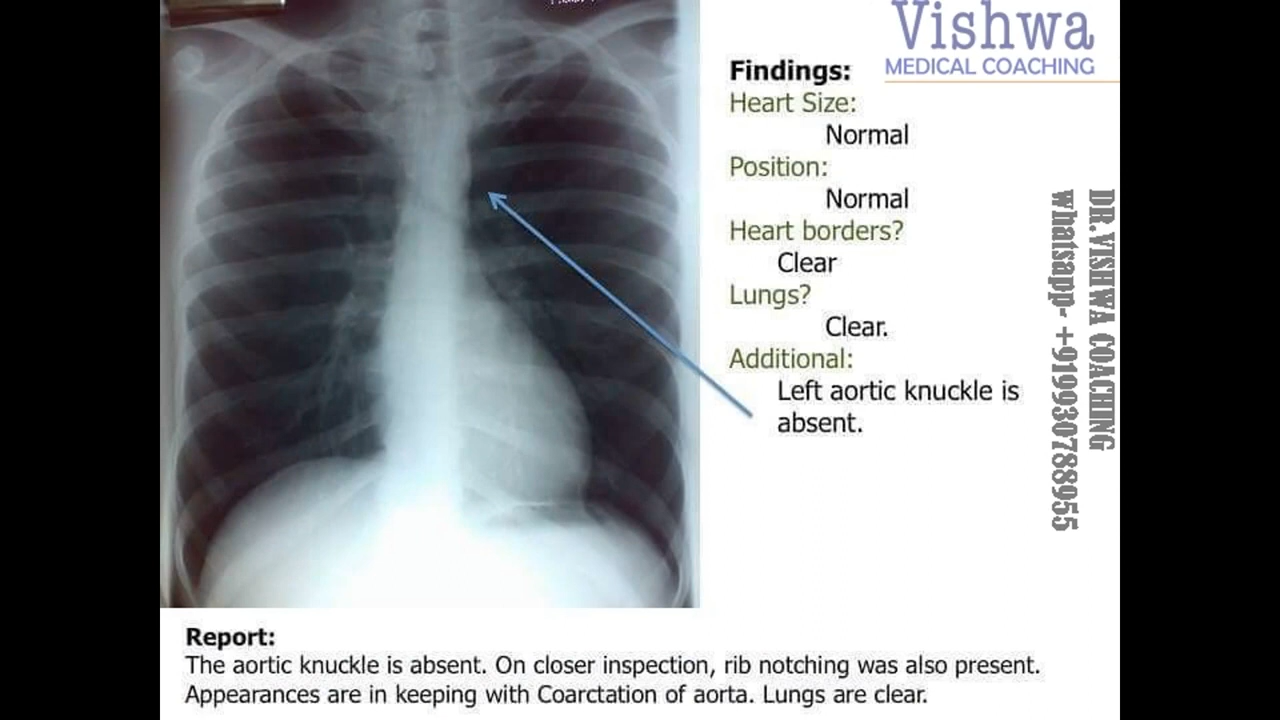 Vishwa
MEDICAL COACHING
Findings:
Heart Size:
Normal
Position:
Normal
Heart borders?
Clear
Lungs?
Clear.
Additional:
Left aortic knuckle is
absent.
DR.VISHWA COACHING
Whatsapp- +919930788955
Report:
The aortic knuckle is absent. On closer inspection, rib notching was also present.
Appearances are in keeping with Coarctation of aorta. Lungs are clear.